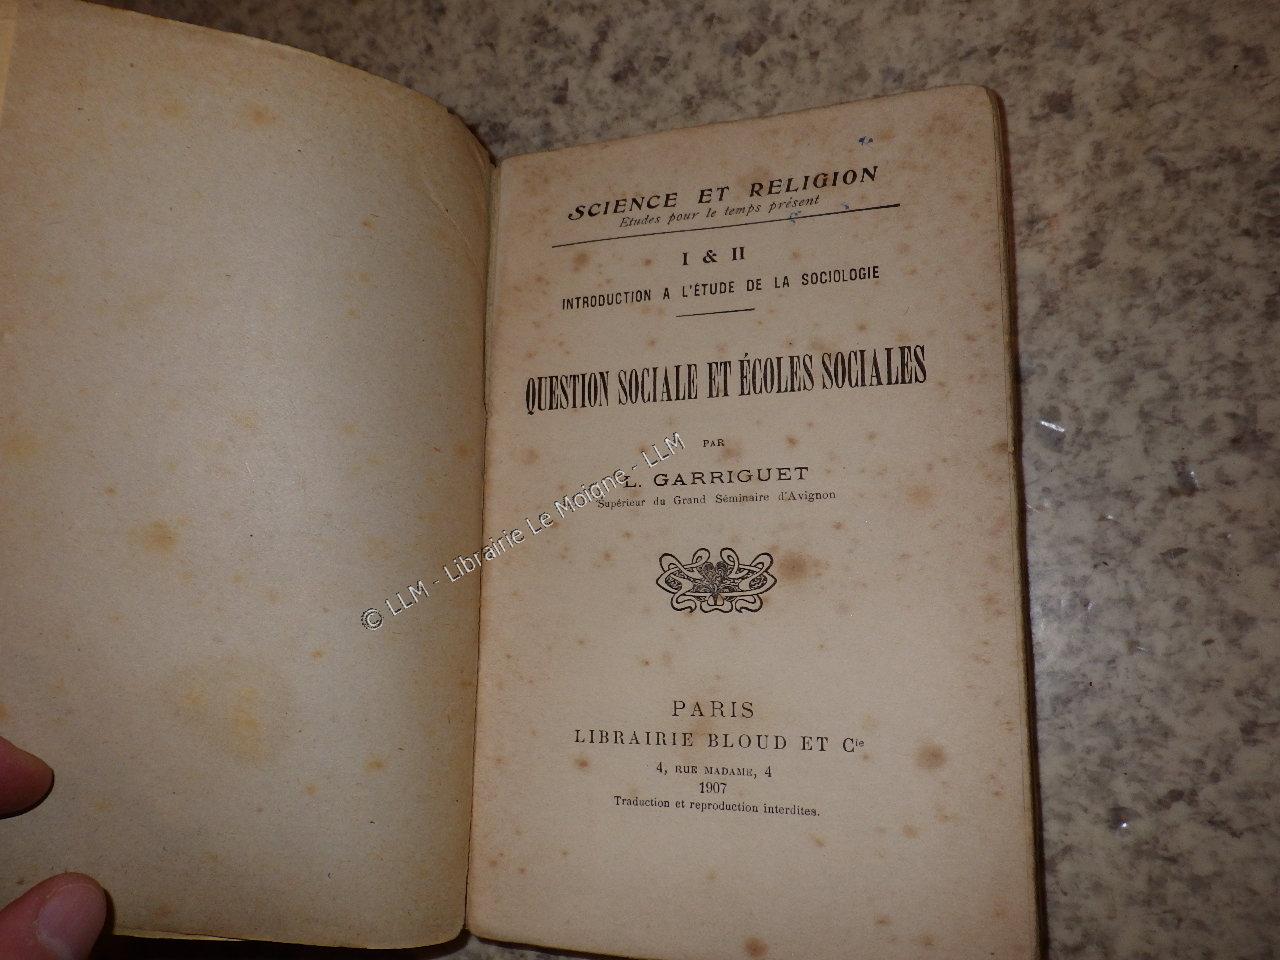 SCIENCE ET RELIGION
Etudes pour le temps présent
I & II
INTRODUCTION A L'ÉTUDE DE LA SOCIOLOGIE
QUESTION SOCIALE ET ÉCOLES SOCIALES
PAR
L. GARRIGUET
Supérieur du Grand Séminaire d'Avignon
© LLM - Librairie Le Moigne - LLM
PARIS
LIBRAIRIE BLOUD ET Cie
4, RUE MADAME, 4
1907
Traduction et reproduction interdites.